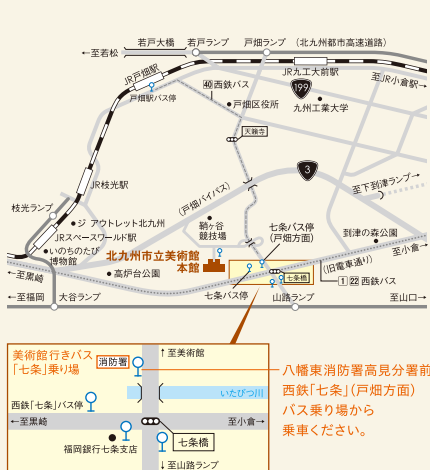 若戸大橋
若戸ランプ
戸畑ランプ
(北九州市都市高速道路)
←至若松
JR九工大前駅
JR戸畑駅
至JR小倉駅→
40西鉄バス
199
戸畑駅バス停
戸畑区役所
九州工業大学
天籟寺
3
JR枝光駅
至下到津ランプ→
(戸畑バイパス)
枝光ランプ
ジ アウトレット北九州
JRスペースワールド駅
いのちのたび
博物館
鞘ヶ谷
競技場
七条バス停
(戸畑方面)
到津の森公園
北九州市立美術館
本館
至小倉→
(旧電車通り)
←至黒崎
高炉台公園
七条橋
1 22 西鉄バス
←至福岡
大谷ランプ
七条バス停
山路ランプ
至山口→
美術館行きバス
「七条」乗り場
消防署
↑至美術館
いたびつ川
西鉄「七条」バス停
←至黒崎
至小倉→
福岡銀行七条支店
七条橋
↓至山路ランプ
八幡東消防署高見分署前
西鉄「七条」(戸畑方面)
バス乗り場から
乗車ください。